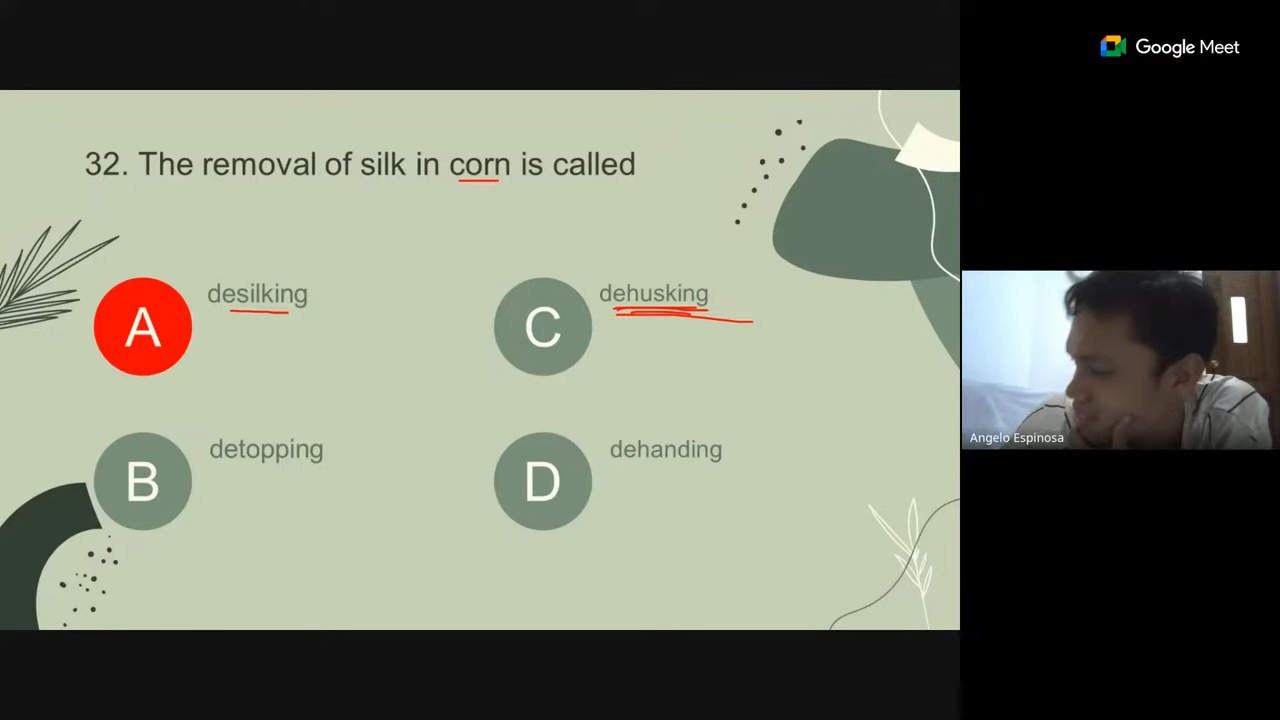 Google Meet
32. The removal of silk in corn is called
A
desilking
C
dehusking
B
detopping
D
dehanding
Angelo Espinosa